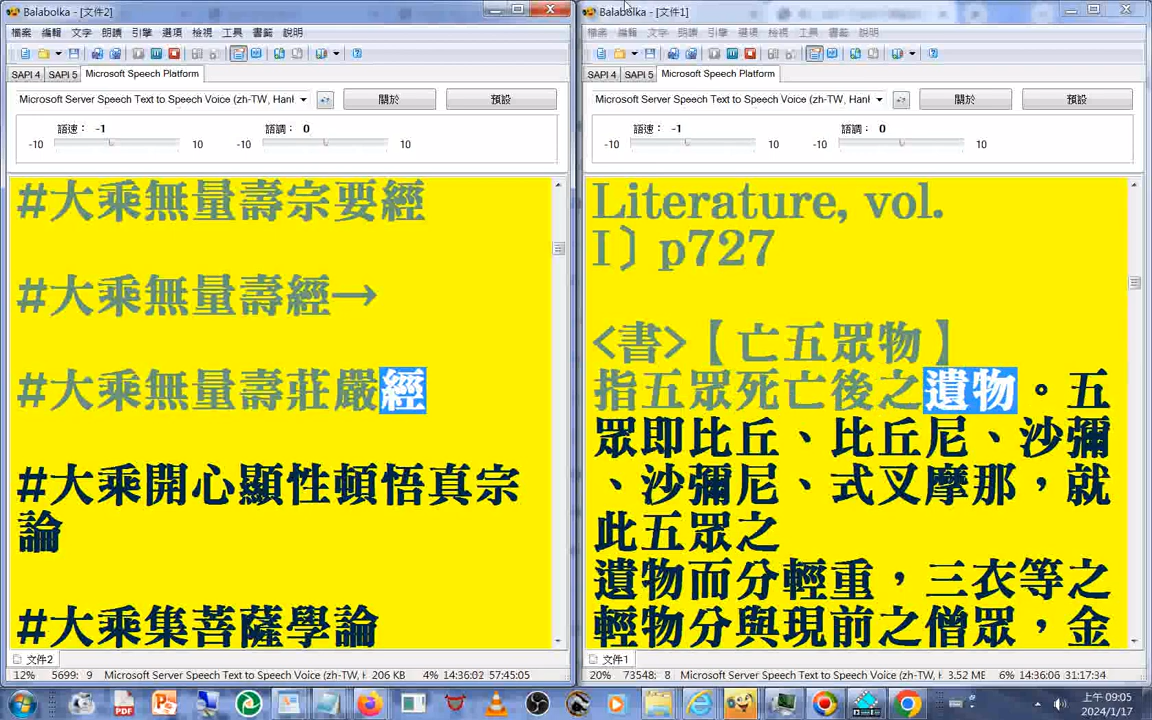 Balabolka - [文件2]
檔案 編輯 文字 朗讀 引擎 選項 檢視 工具 書籤 說明
SAPI 4 SAPI 5 Microsoft Speech Platform
Microsoft Server Speech Text to Speech Voice (zh-TW, Hanl
關於 預設
語速： -1 語調： 0
-10 10 -10 10
#大乘無量壽宗要經
#大乘無量壽經→
#大乘無量壽莊嚴經
#大乘開心顯性頓悟真宗
論
#大乘集菩薩學論
文件2
12% 5699: 9 Microsoft Server Speech Text to Speech Voice (zh-TW, H 206 KB 4% 14:36:02 57:45:05
Balabolka - [文件1]
檔案 編輯 文字 朗讀 引擎 選項 檢視 工具 書籤 說明
SAPI 4 SAPI 5 Microsoft Speech Platform
Microsoft Server Speech Text to Speech Voice (zh-TW, Hanl
關於 預設
語速： -1 語調： 0
-10 10 -10 10
Literature, vol.
I〕p727
<書>【亡五眾物】
指五眾死亡後之遺物。五
眾即比丘、比丘尼、沙彌
、沙彌尼、式叉摩那，就
此五眾之
遺物而分輕重，三衣等之
輕物分與現前之僧眾，金
文件1
20% 73548: 8 Microsoft Server Speech Text to Speech Voice (zh-TW, H 3.52 MB 6% 14:36:06 31:17:34
上午 09:05
2024/1/17